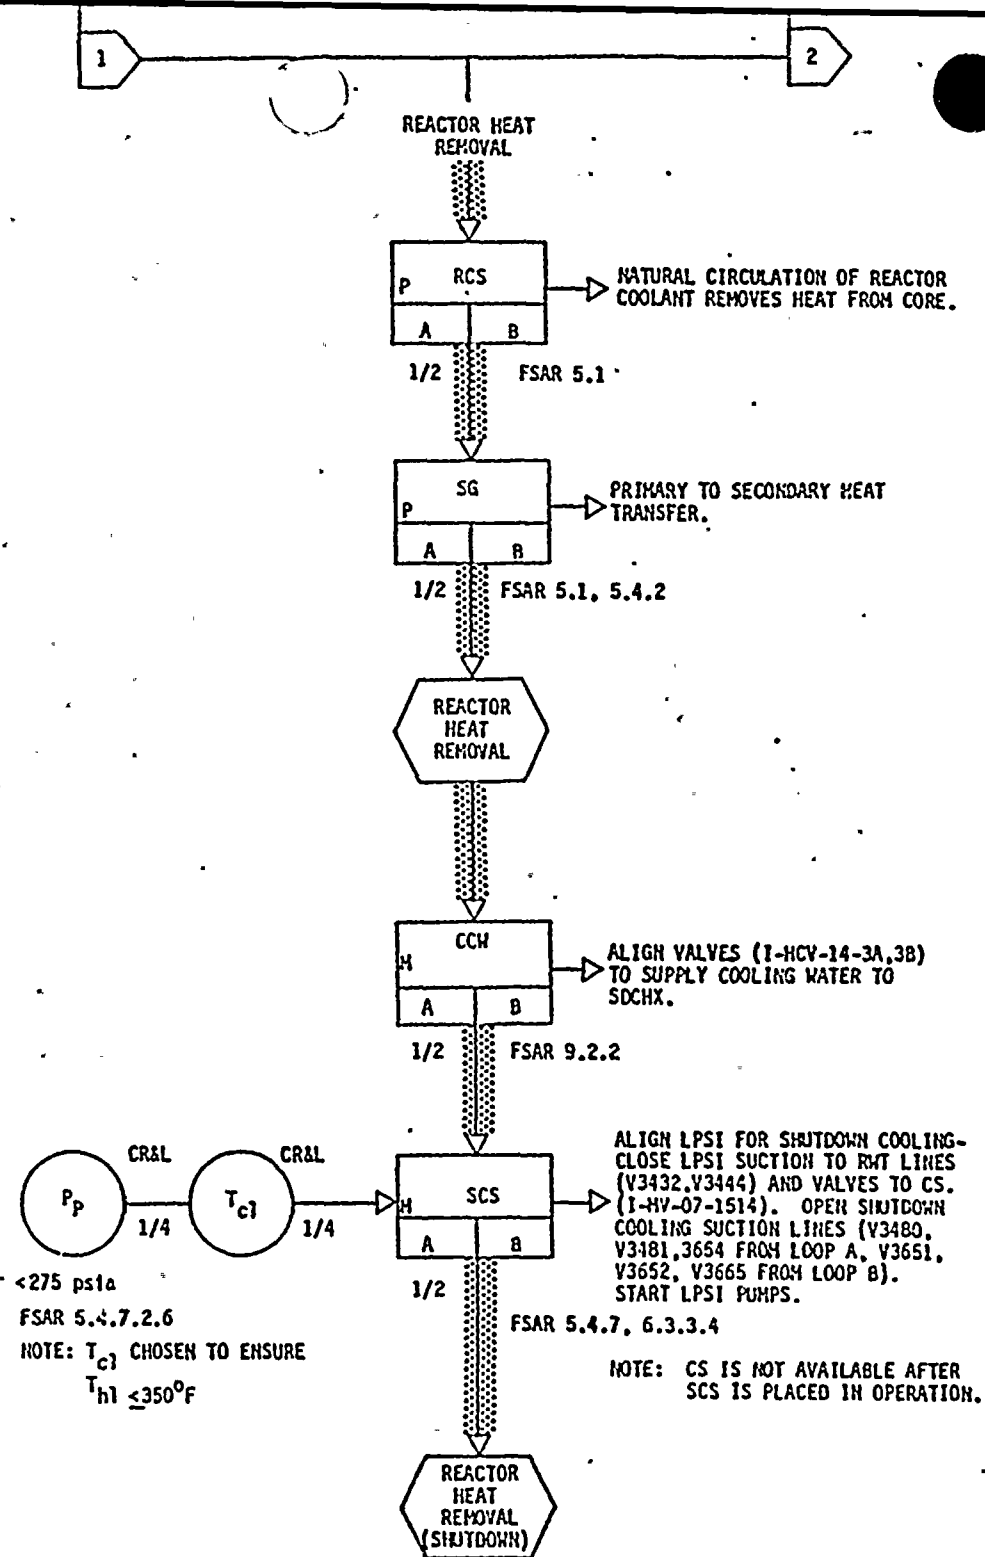 1
2
REACTOR HEAT
REMOVAL
P
RCS
A
B
NATURAL CIRCULATION OF REACTOR
COOLANT REMOVES HEAT FROM CORE.
1/2
FSAR 5.1
SG
P
A
B
PRIMARY TO SECONDARY HEAT
TRANSFER.
1/2
FSAR 5.1, 5.4.2
REACTOR
HEAT
REMOVAL
CCW
M
A
B
ALIGN VALVES (I-HCV-14-3A,3B)
TO SUPPLY COOLING WATER TO
SDCHX.
1/2
FSAR 9.2.2
CR&L
CR&L
Pp
1/4
Tcl
1/4
M
SCS
A
B
ALIGN LPSI FOR SHUTDOWN COOLING-
CLOSE LPSI SUCTION TO RWT LINES
(V3432,V3444) AND VALVES TO CS.
(I-MV-07-1514). OPEN SHUTDOWN
COOLING SUCTION LINES (V3480,
V3481,3654 FROM LOOP A, V3651,
V3652, V3665 FROM LOOP B).
START LPSI PUMPS.
<275 psia
1/2
FSAR 5.4.7.2.6
FSAR 5.4.7, 6.3.3.4
NOTE: Tcl CHOSEN TO ENSURE
Thl ≤350°F
NOTE: CS IS NOT AVAILABLE AFTER
SCS IS PLACED IN OPERATION.
REACTOR
HEAT
REMOVAL
(SHUTDOWN)